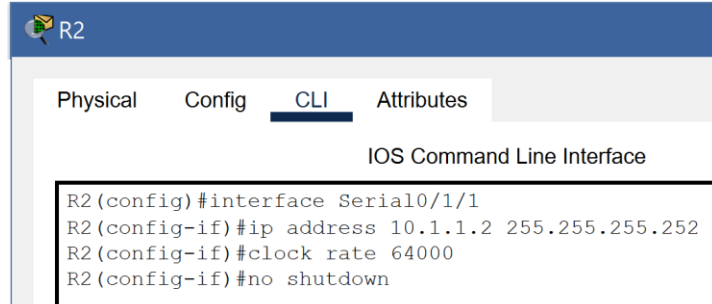 R2
Physical Config CLI Attributes
IOS Command Line Interface
R2(config)#interface Serial0/1/1
R2(config-if)#ip address 10.1.1.2 255.255.255.252
R2(config-if)#clock rate 64000
R2(config-if)#no shutdown